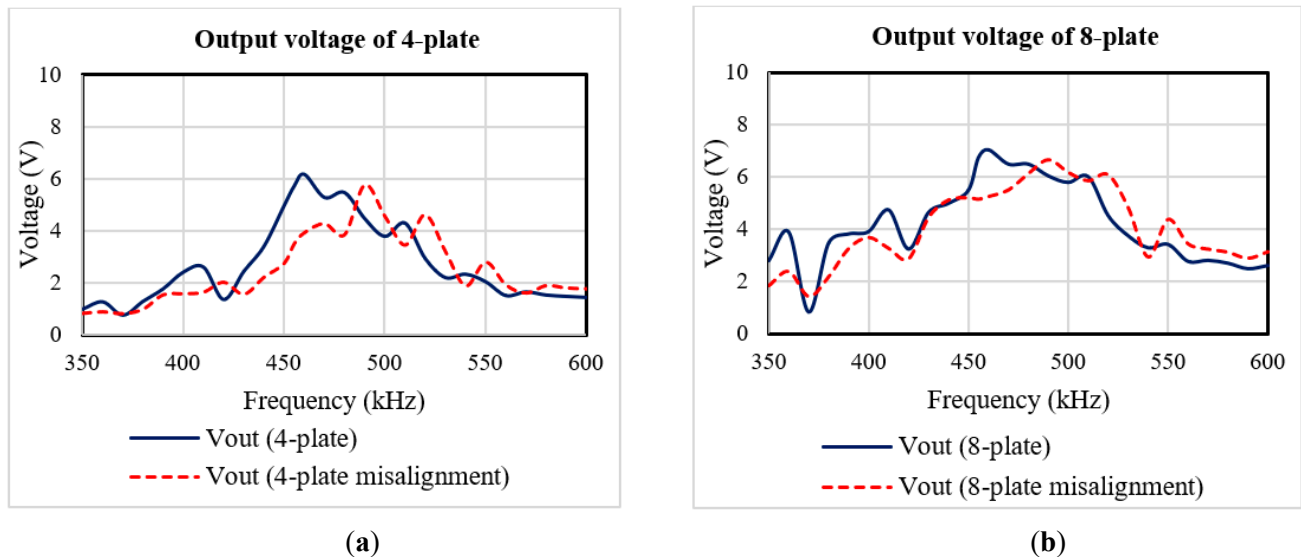 Output voltage of 4-plate
10
8
6
4
2
0
Voltage (V)
350 400 450 500 550 600
Frequency (kHz)
Vout (4-plate)
Vout (4-plate misalignment)
(a)
Output voltage of 8-plate
10
8
6
4
2
0
Voltage (V)
350 400 450 500 550 600
Frequency (kHz)
Vout (8-plate)
Vout (8-plate misalignment)
(b)